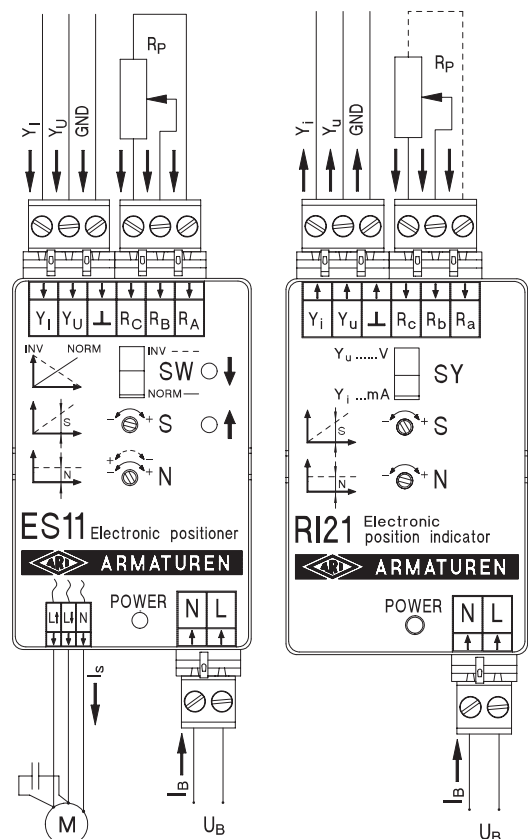 R_P
Y_I Y_U GND
Y_I Y_U ⊥ R_C R_B R_A
INV NORM
INV
SW ↓
NORM
S
- + S ↑
N
+ - - + N
ES11 Electronic positioner
ARI ARMATUREN
L↑ L↓ N
POWER
N L
I_S
I_B
M
U_B
R_P
Y_i Y_u GND
Y_i Y_u ⊥ R_c R_b R_a
Y_u .....V
SY
Y_i ...mA
S
- + S
N
- + N
RI21 Electronic
position indicator
ARI ARMATUREN
POWER
N L
I_B
U_B